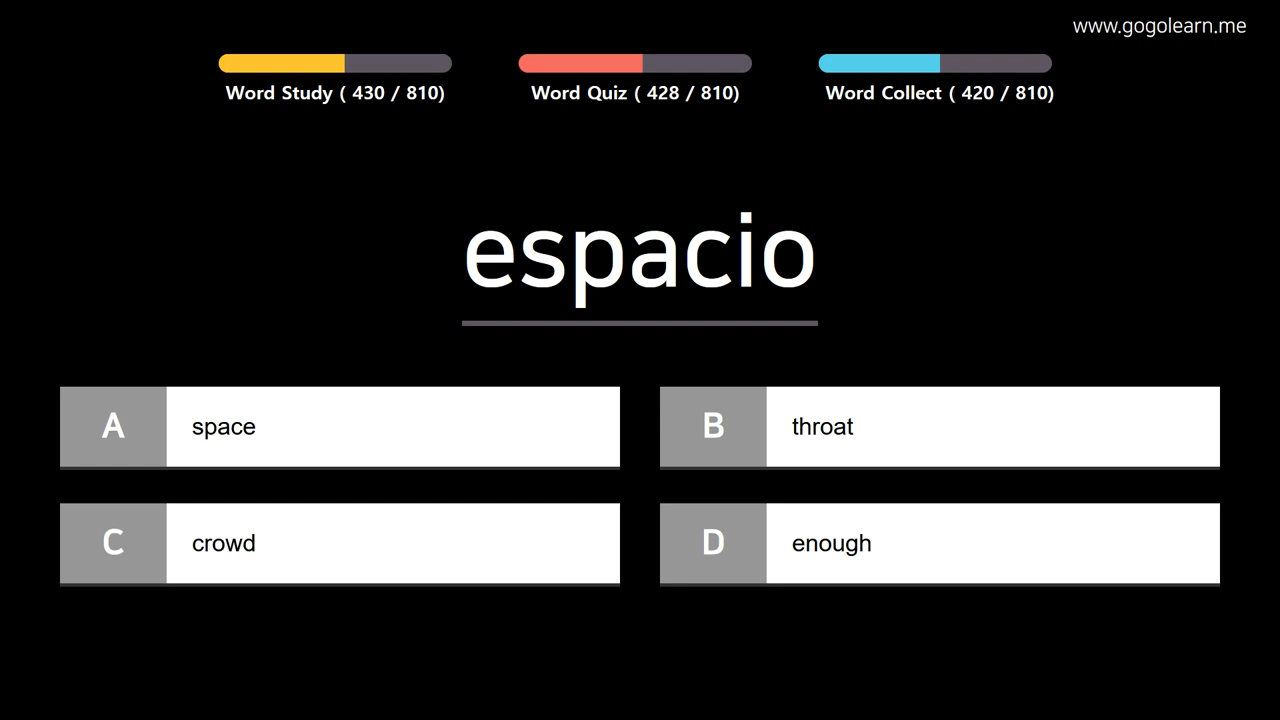 www.gogolearn.me
Word Study ( 430 / 810)
Word Quiz ( 428 / 810)
Word Collect ( 420 / 810)
espacio
A space
B throat
C crowd
D enough